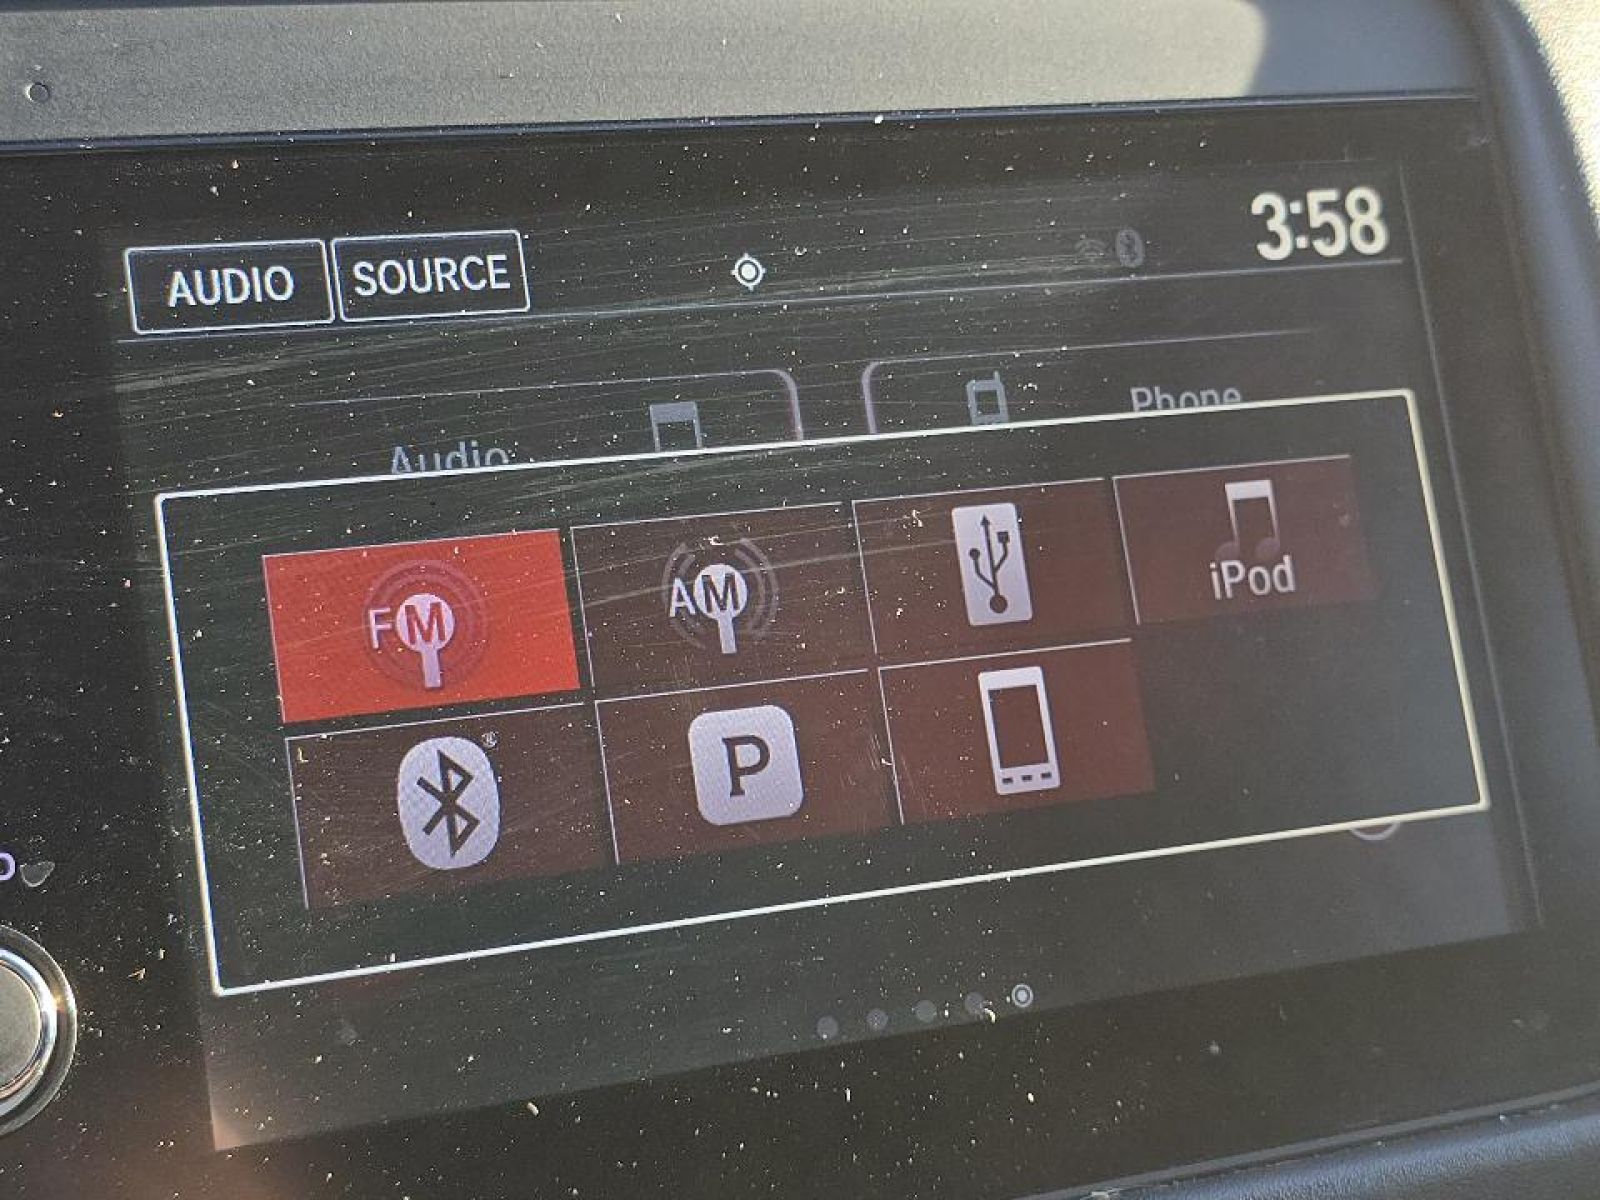 AUDIO SOURCE 3:58
Audio Phone
FM AM iPod
P